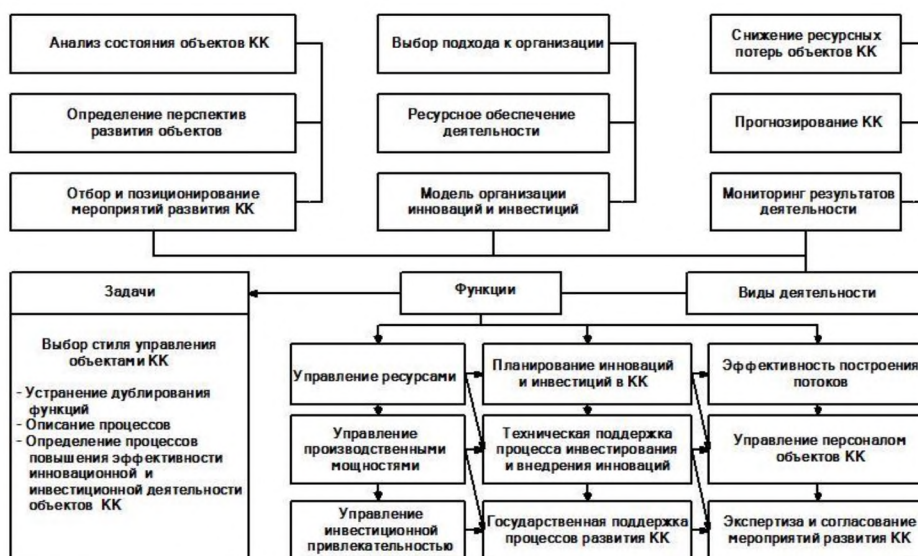 Анализ состояния объектов КК
Выбор подхода к организации
Снижение ресурсных
потерь объектов КК
Определение перспектив
развития объектов
Ресурсное обеспечение
деятельности
Прогнозирование КК
Отбор и позиционирование
мероприятий развития КК
Модель организации
инноваций и инвестиций
Мониторинг результатов
деятельности
Задачи
Функции
Виды деятельности
Выбор стиля управления
объектами КК
- Устранение дублирования
функций
- Описание процессов
- Определение процессов
повышения эффективности
инновационной и
инвестиционной деятельности
объектов КК
Управление ресурсами
Планирование инноваций
и инвестиций в КК
Эффективность построения
потоков
Управление
производственными
мощностями
Техническая поддержка
процесса инвестирования
и внедрения инноваций
Управление персоналом
объектов КК
Управление
инвестиционной
привлекательностью
Государственная поддержка
процессов развития КК
Экспертиза и согласование
мероприятий развития КК